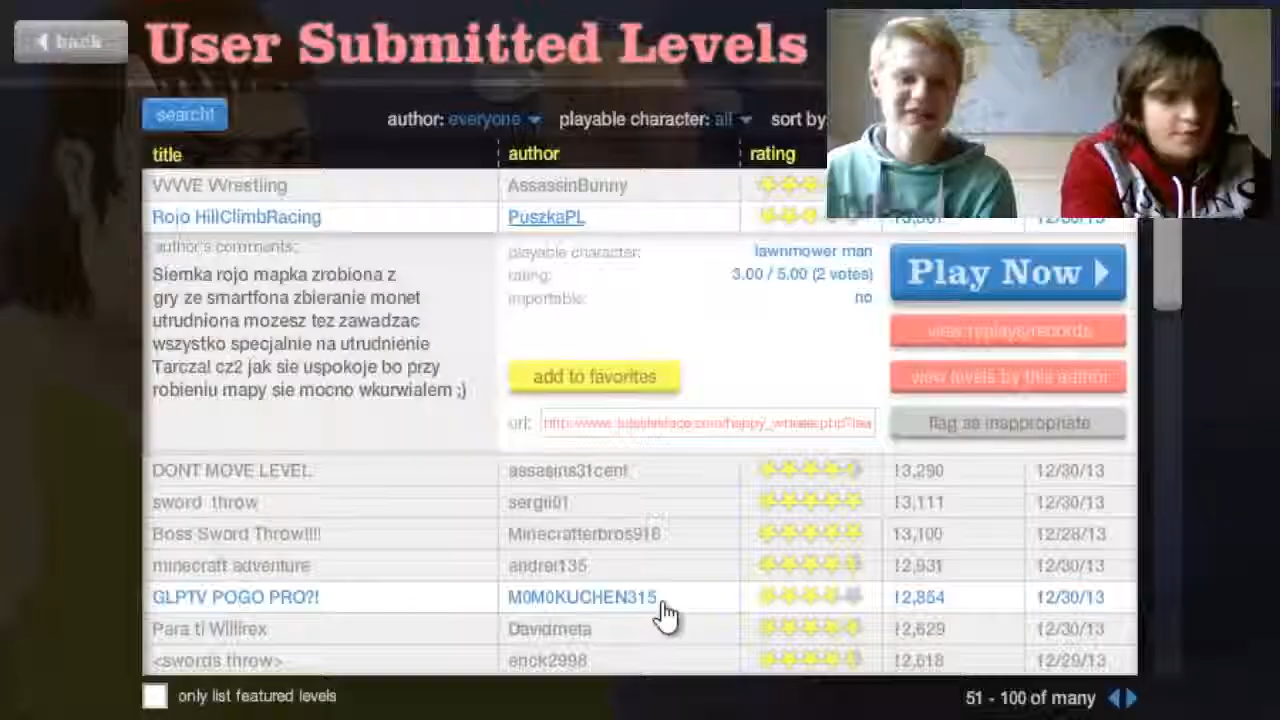 back
User Submitted Levels
search!
author: everyone playable character: all sort by
title author rating
WWE Wrestling AssassinBunny
Rojo HillClimbRacing PuszkaPL 12/30/13
author's comments:
Siemka rojo mapka zrobiona z
gry ze smartfona zbieranie monet
utrudniona mozesz tez zawadzac
wszystko specjalnie na utrudnienie
Tarcza! cz2 jak sie uspokoje bo przy
robieniu mapy sie mocno wkurwialem ;)
playable character: lawnmower man
rating: 3.00 / 5.00 (2 votes)
importable: no
add to favorites
url:
Play Now
view replays/records
view levels by this author
flag as inappropriate
DONT MOVE LEVEL. assasins31cent 13,290 12/30/13
sword throw sergii01 13,111 12/30/13
Boss Sword Throw!!!! Minecratterbros916 13,100 12/28/13
minecraft adventure andrei135 12,931 12/30/13
GLPTV POGO PRO?! M0M0KUCHEN315 12,854 12/30/13
Para ti Willirex Davidmeta 12,629 12/30/13
<swords throw> erick2998 12,618 12/29/13
only list featured levels
51 - 100 of many